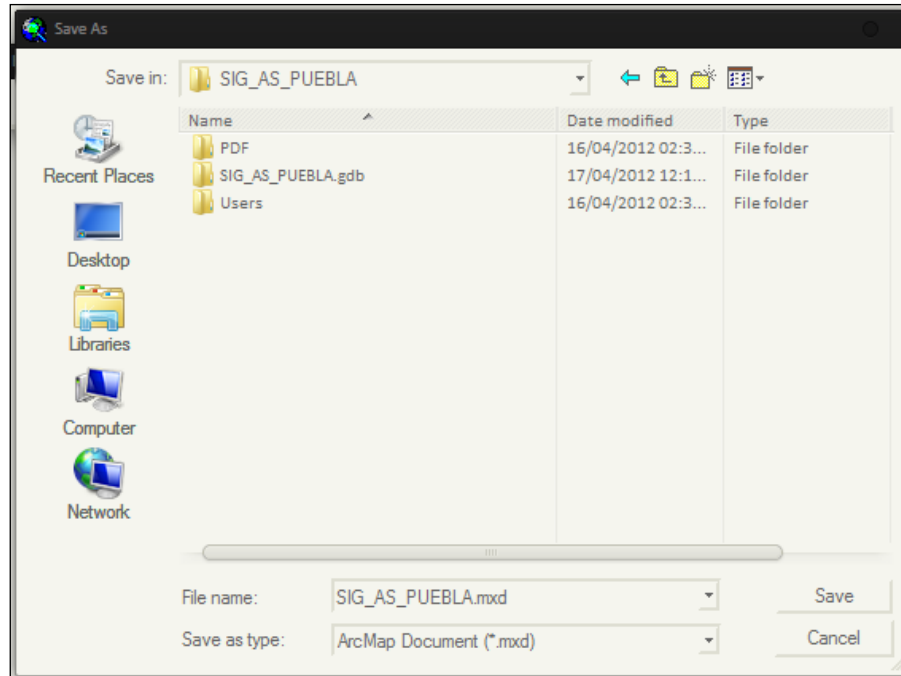 Save As
Save in: SIG_AS_PUEBLA
Name Date modified Type
PDF 16/04/2012 02:3... File folder
SIG_AS_PUEBLA.gdb 17/04/2012 12:1... File folder
Users 16/04/2012 02:3... File folder
Recent Places
Desktop
Libraries
Computer
Network
File name: SIG_AS_PUEBLA.mxd Save
Save as type: ArcMap Document (*.mxd) Cancel